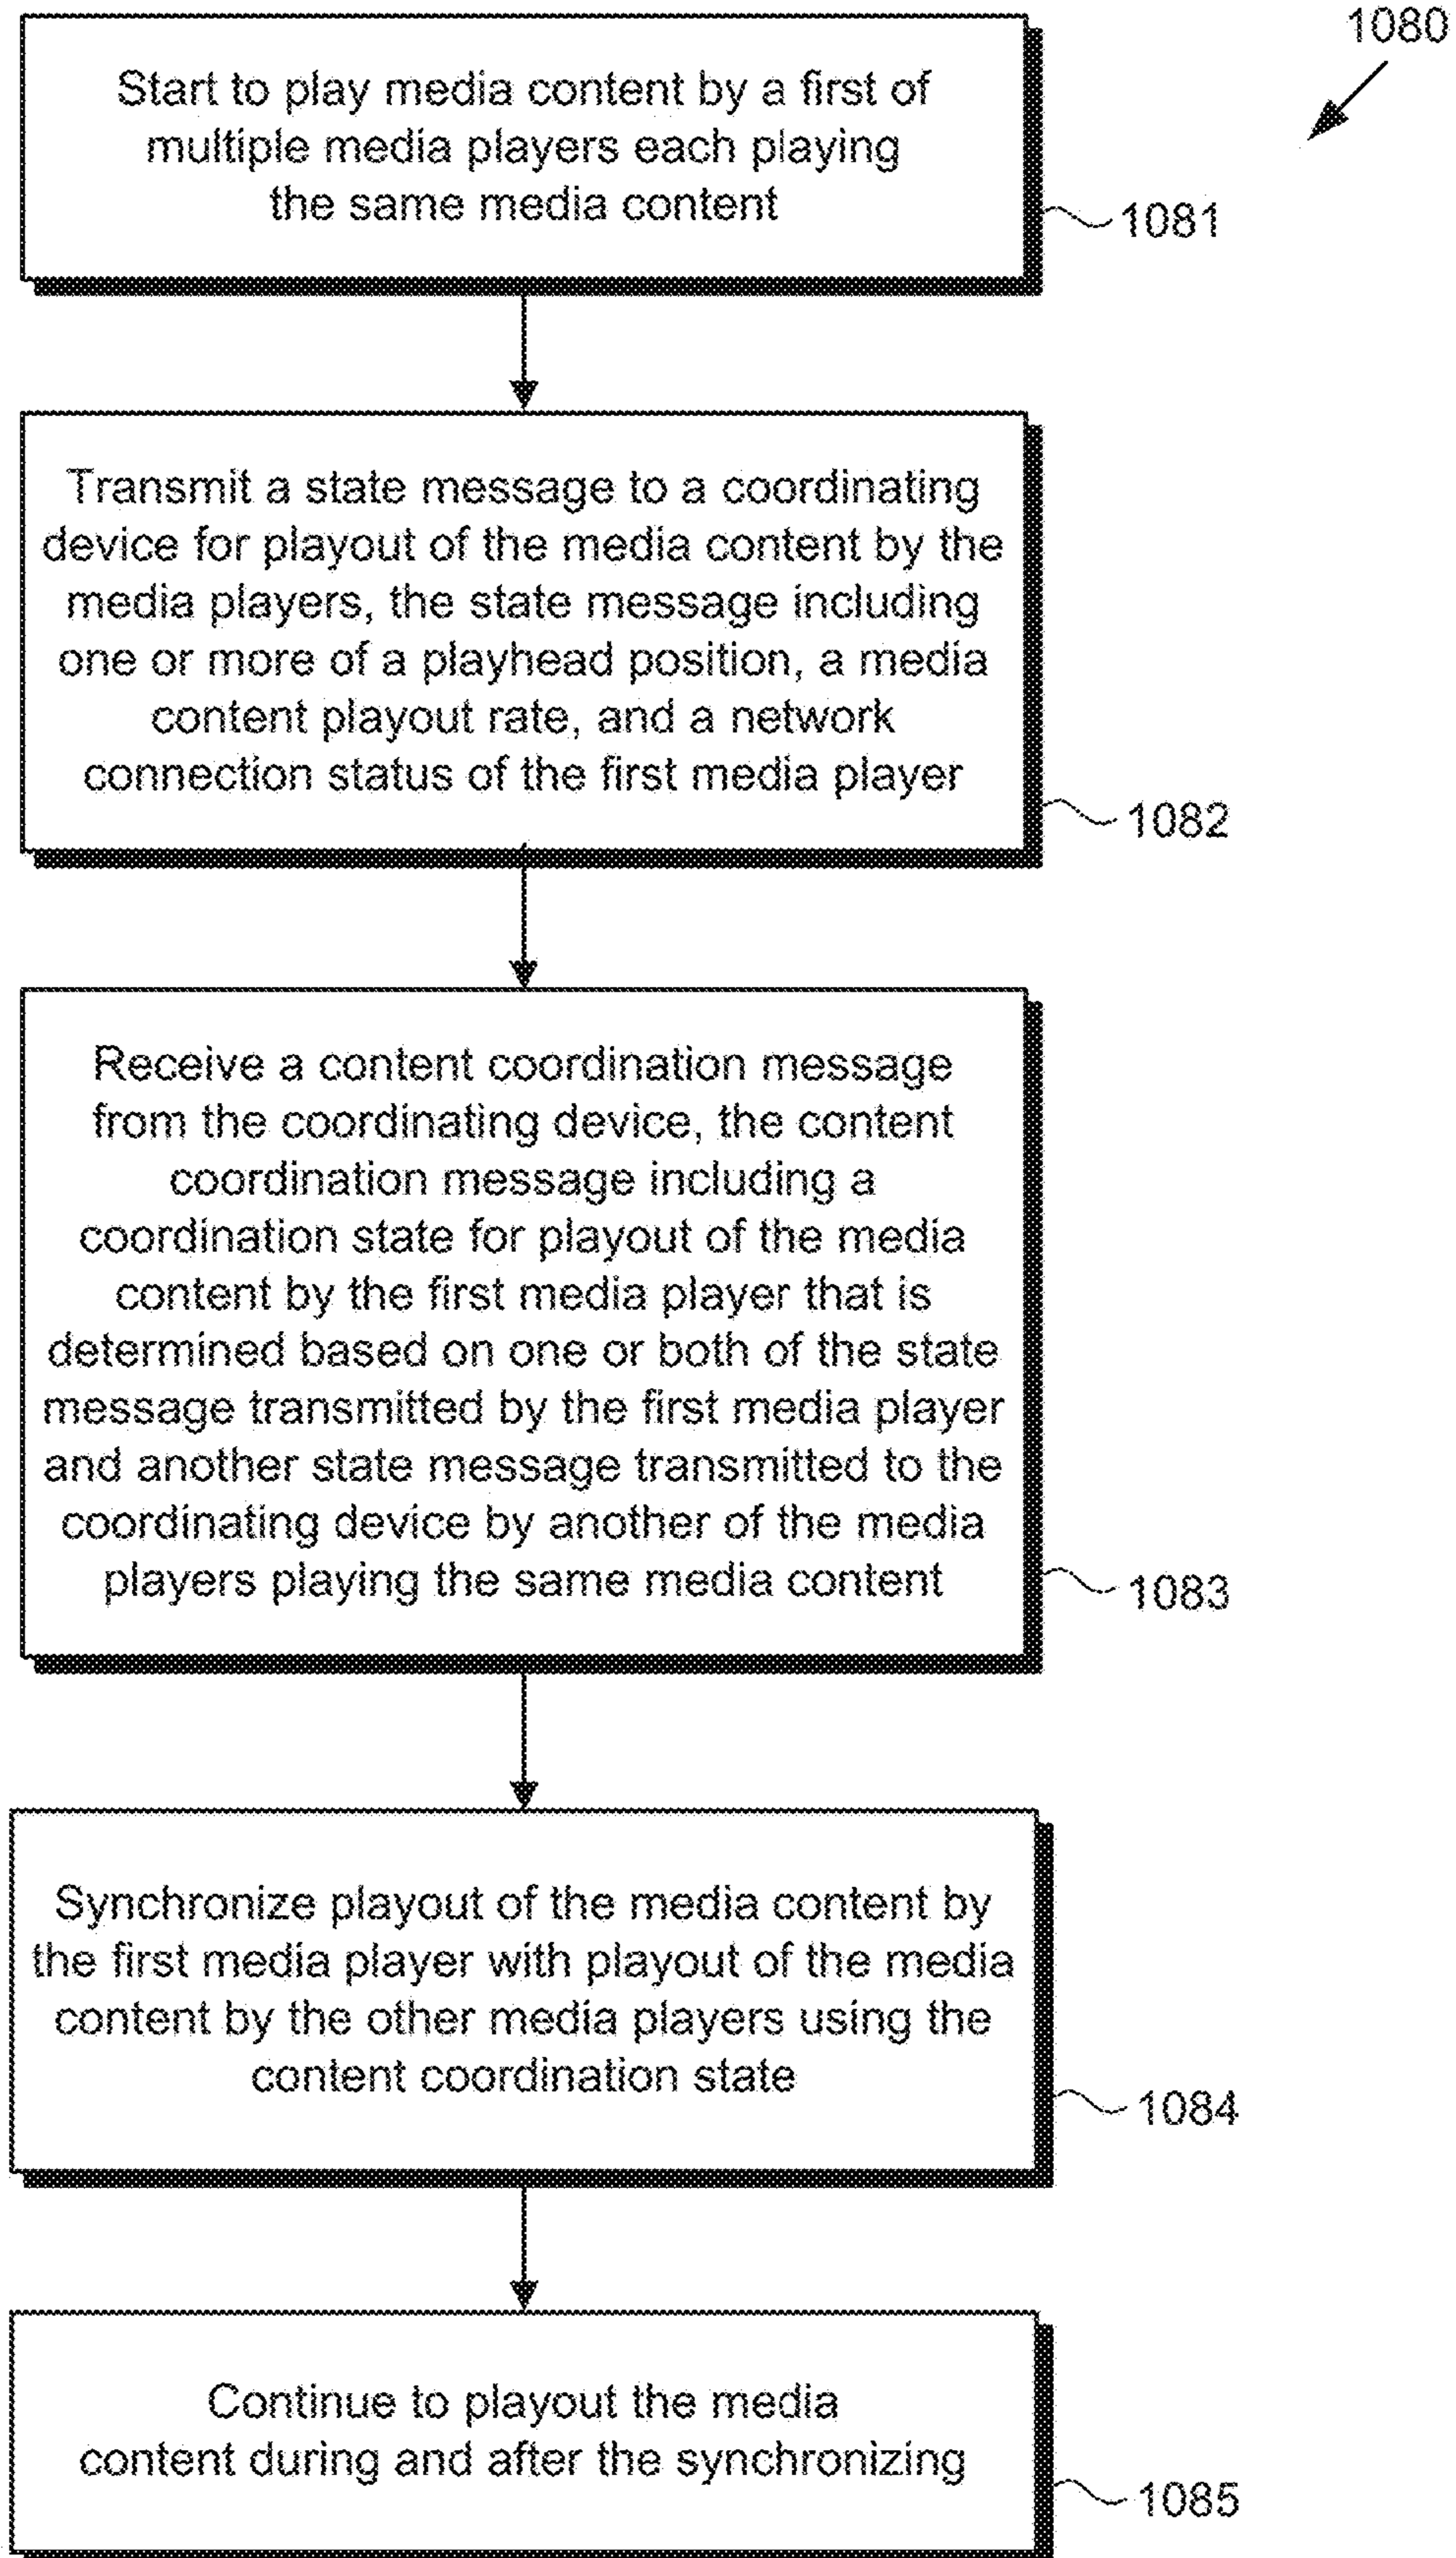 1080
Start to play media content by a first of
multiple media players each playing
the same media content
1081
Transmit a state message to a coordinating
device for playout of the media content by the
media players, the state message including
one or more of a playhead position, a media
content playout rate, and a network
connection status of the first media player
1082
Receive a content coordination message
from the coordinating device, the content
coordination message including a
coordination state for playout of the media
content by the first media player that is
determined based on one or both of the state
message transmitted by the first media player
and another state message transmitted to the
coordinating device by another of the media
players playing the same media content
1083
Synchronize playout of the media content by
the first media player with playout of the media
content by the other media players using the
content coordination state
1084
Continue to playout the media
content during and after the synchronizing
1085